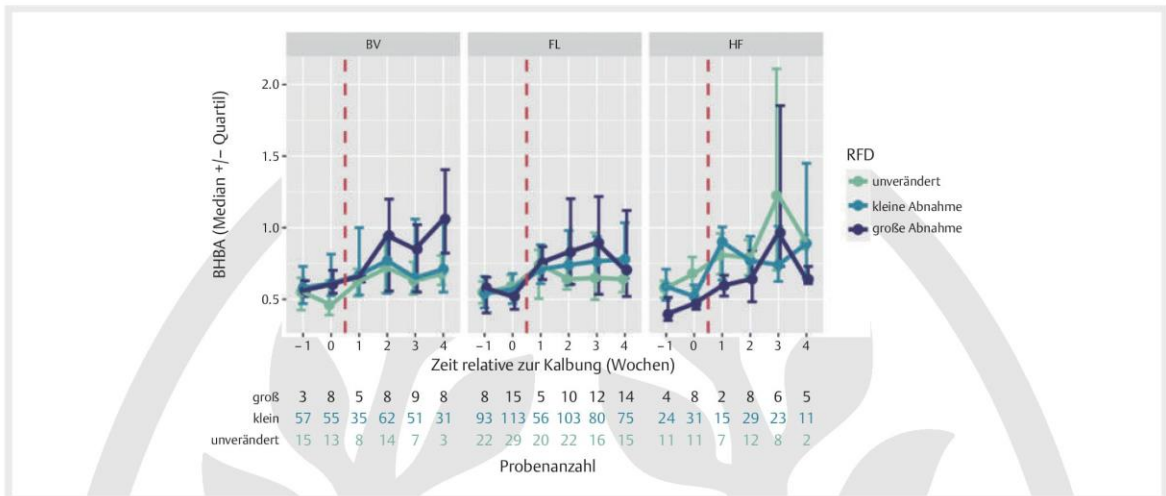 BV FL HF
BHBA (Median +/– Quartil)
2.0
1.5
1.0
0.5
–1 0 1 2 3 4 –1 0 1 2 3 4 –1 0 1 2 3 4
Zeit relative zur Kalbung (Wochen)
RFD
unverändert
kleine Abnahme
große Abnahme
groß 3 8 5 8 9 8 8 15 5 10 12 14 4 8 2 8 6 5
klein 57 55 35 62 51 31 93 113 56 103 80 75 24 31 15 29 23 11
unverändert 15 13 8 14 7 3 22 29 20 22 16 15 11 11 7 12 8 2
Probenanzahl